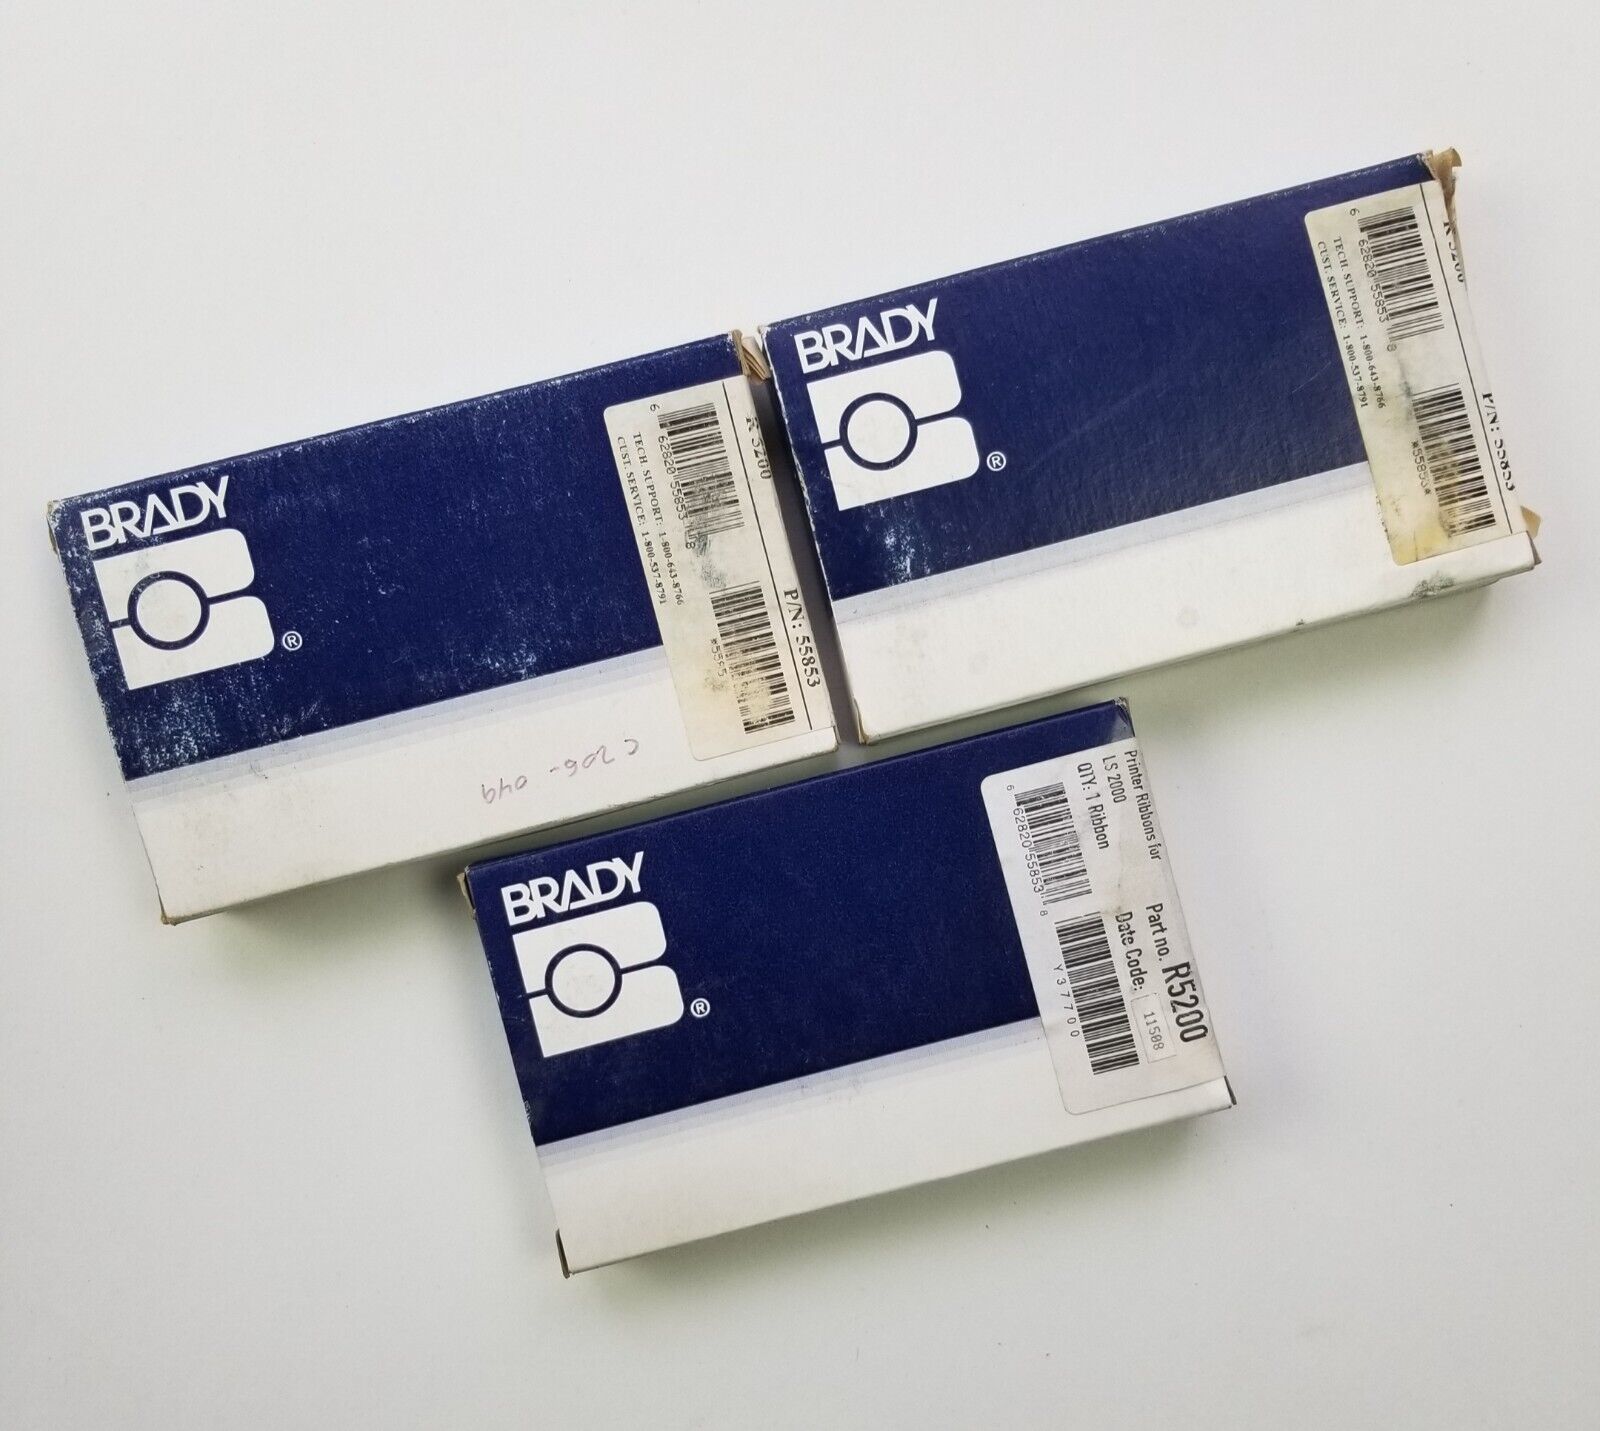 BRADY
®
R 5200
P/N: 55853
6 62820 55853 8
TECH. SUPPORT: 1-800-643-8766
CUST. SERVICE: 1-800-537-8791
C206-049
BRADY
®
R 5200
P/N: 55853
6 62820 55853 8
*55853*
TECH. SUPPORT: 1-800-643-8766
CUST. SERVICE: 1-800-537-8791
BRADY
®
Printer Ribbons for
LS 2000
QTY: 1 Ribbon
Part no. R5200
Date Code: 11508
6 62820 55853 8
Y37700